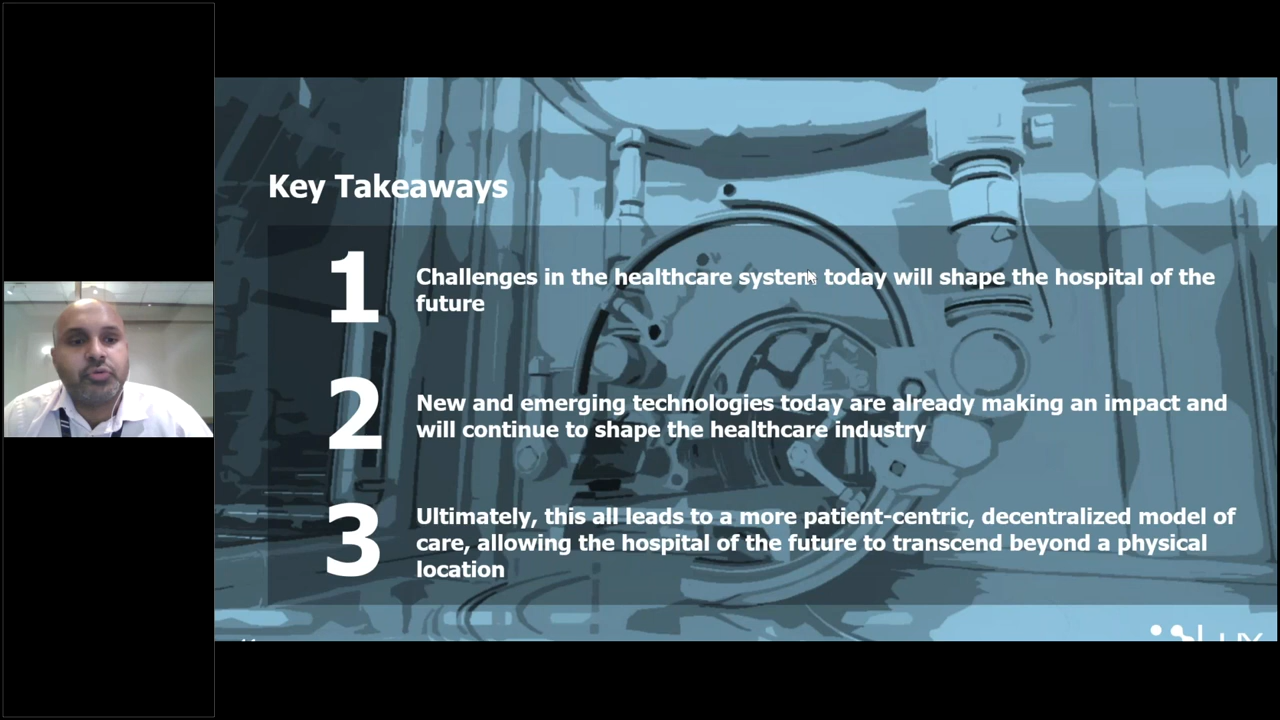 Key Takeaways
1
Challenges in the healthcare system today will shape the hospital of the
future
2
New and emerging technologies today are already making an impact and
will continue to shape the healthcare industry
3
Ultimately, this all leads to a more patient-centric, decentralized model of
care, allowing the hospital of the future to transcend beyond a physical
location